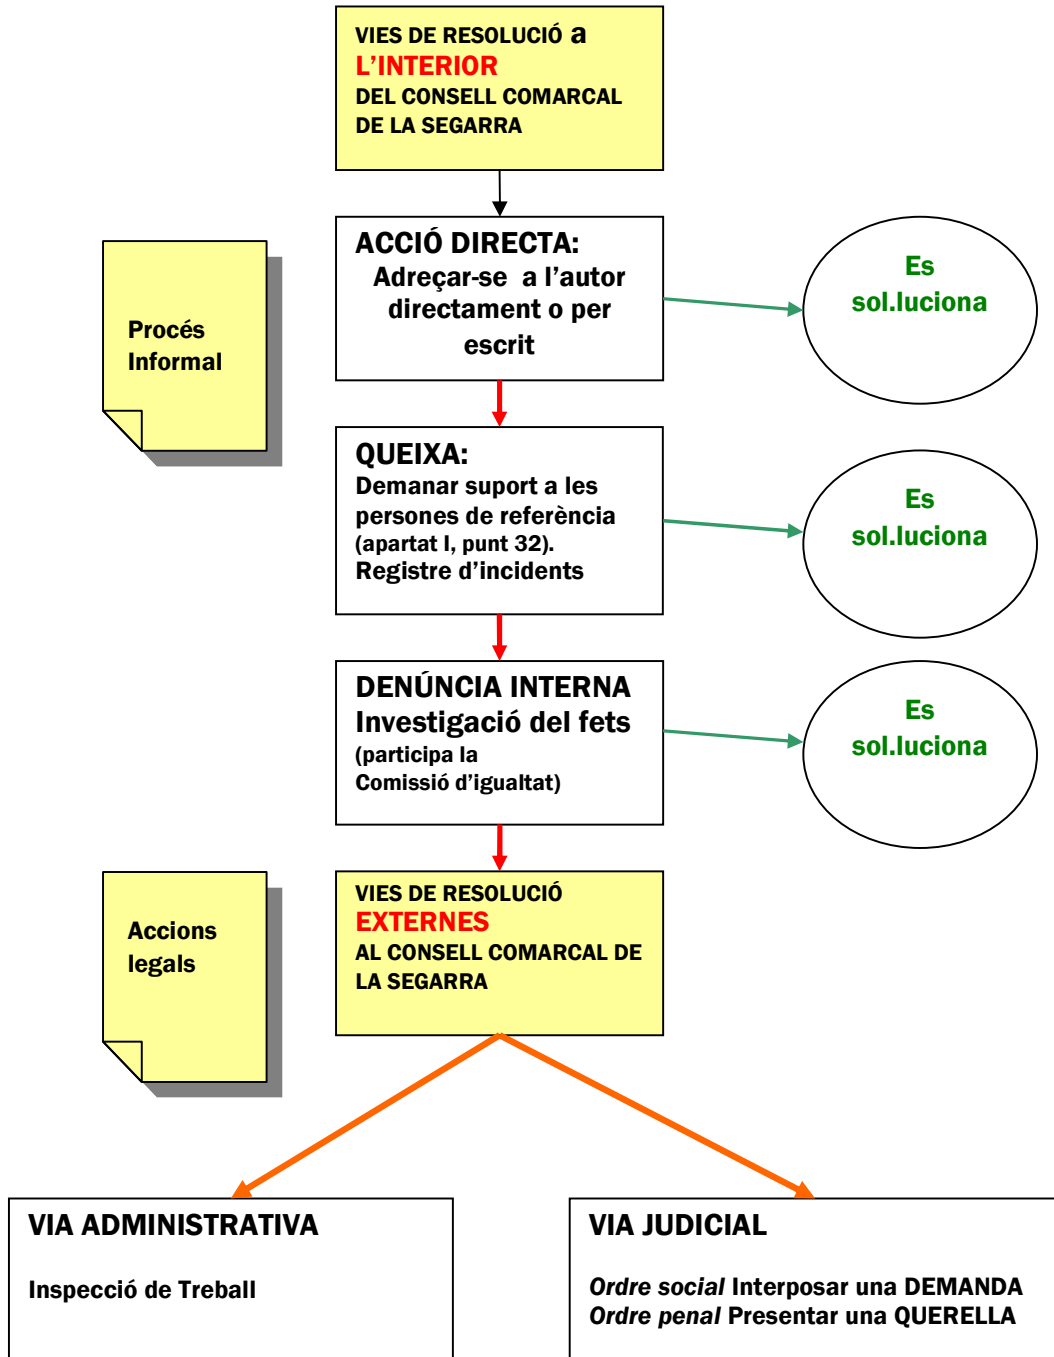 VIES DE RESOLUCIÓ a
L’INTERIOR
DEL CONSELL COMARCAL
DE LA SEGARRA
ACCIÓ DIRECTA:
Adreçar-se a l’autor
directament o per
escrit
Es
sol.luciona
Procés
Informal
QUEIXA:
Demanar suport a les
persones de referència
(apartat I, punt 32).
Registre d’incidents
Es
sol.luciona
DENÚNCIA INTERNA
Investigació del fets
(participa la
Comissió d’igualtat)
Es
sol.luciona
VIES DE RESOLUCIÓ
EXTERNES
AL CONSELL COMARCAL DE
LA SEGARRA
Accions
legals
VIA ADMINISTRATIVA
Inspecció de Treball
VIA JUDICIAL
Ordre social Interposar una DEMANDA
Ordre penal Presentar una QUERELLA